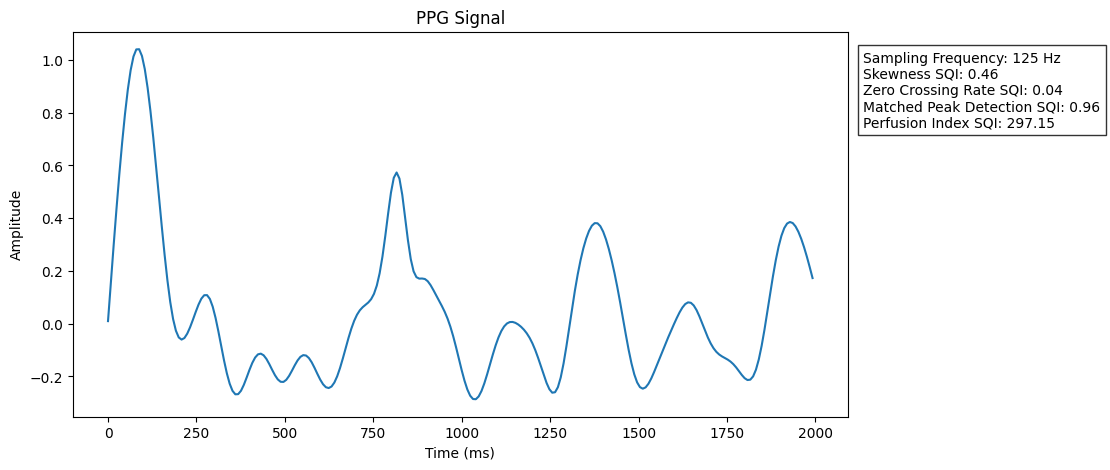 PPG Signal
Sampling Frequency: 125 Hz
Skewness SQI: 0.46
Zero Crossing Rate SQI: 0.04
Matched Peak Detection SQI: 0.96
Perfusion Index SQI: 297.15
Amplitude
1.0
0.8
0.6
0.4
0.2
0.0
−0.2
0 250 500 750 1000 1250 1500 1750 2000
Time (ms)